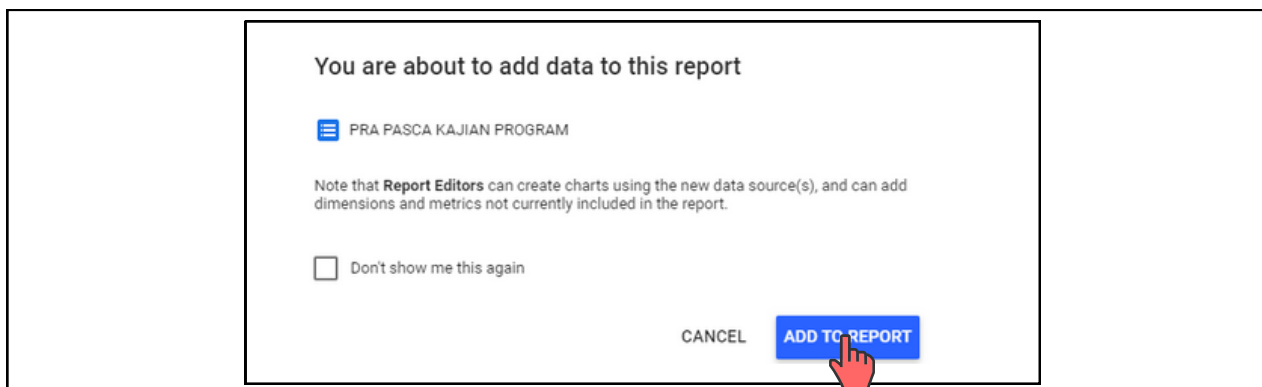 You are about to add data to this report
PRA PASCA KAJIAN PROGRAM
Note that Report Editors can create charts using the new data source(s), and can add
dimensions and metrics not currently included in the report.
Don't show me this again
CANCEL
ADD TO REPORT